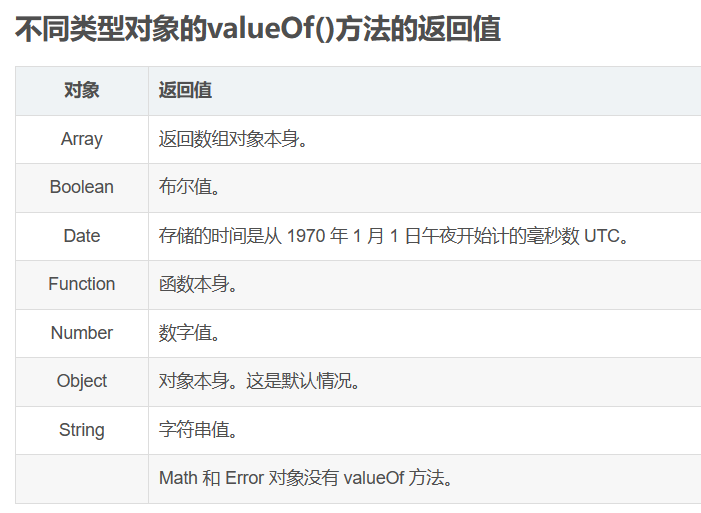 不同类型对象的valueOf()方法的返回值
对象 返回值
Array 返回数组对象本身。
Boolean 布尔值。
Date 存储的时间是从 1970 年 1 月 1 日午夜开始计的毫秒数 UTC。
Function 函数本身。
Number 数字值。
Object 对象本身。这是默认情况。
String 字符串值。
Math 和 Error 对象没有 valueOf 方法。